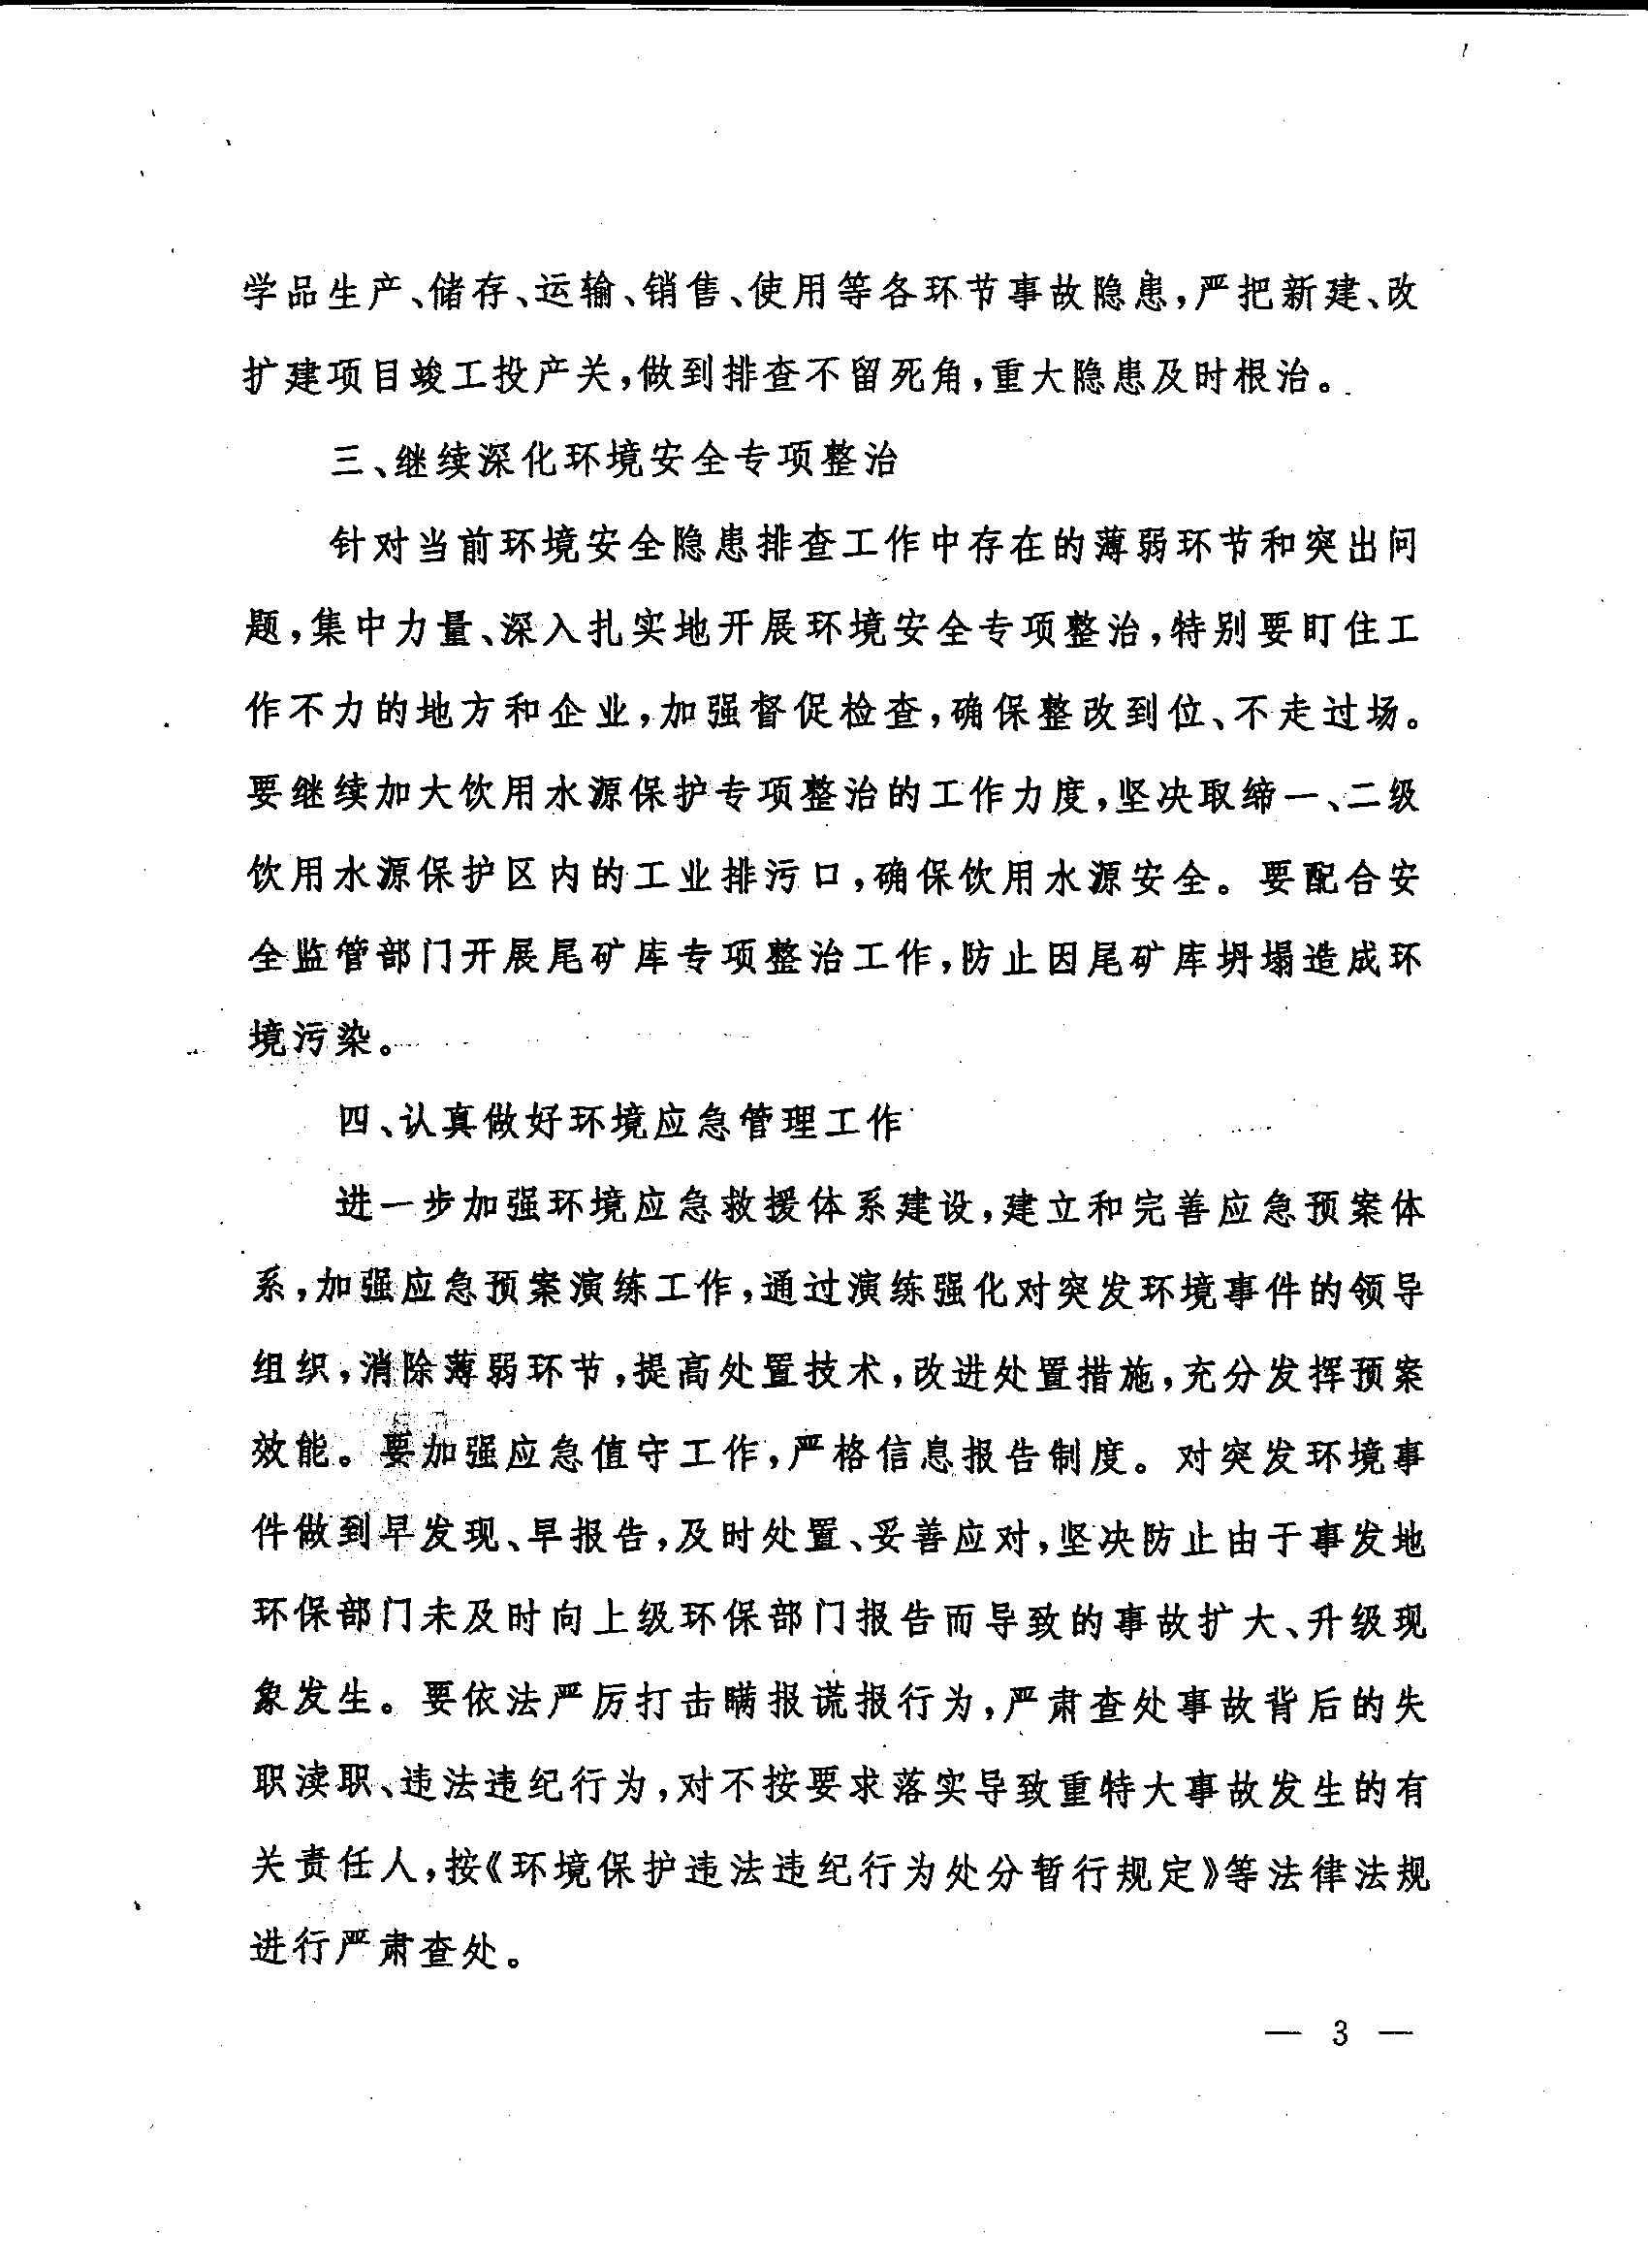 学品生产、储存、运输、销售、使用等各环节事故隐患,严把新建、改
扩建项目竣工投产关,做到排查不留死角,重大隐患及时根治。
三、继续深化环境安全专项整治
针对当前环境安全隐患排查工作中存在的薄弱环节和突出问
题,集中力量、深入扎实地开展环境安全专项整治,特别要盯住工
作不力的地方和企业,加强督促检查,确保整改到位、不走过场。
要继续加大饮用水源保护专项整治的工作力度,坚决取缔一、二级
饮用水源保护区内的工业排污口,确保饮用水源安全。要配合安
全监管部门开展尾矿库专项整治工作,防止因尾矿库坍塌造成环
境污染。
四、认真做好环境应急管理工作
进一步加强环境应急救援体系建设,建立和完善应急预案体
系,加强应急预案演练工作,通过演练强化对突发环境事件的领导
组织,消除薄弱环节,提高处置技术,改进处置措施,充分发挥预案
效能。要加强应急值守工作,严格信息报告制度。对突发环境事
件做到早发现、早报告,及时处置、妥善应对,坚决防止由于事发地
环保部门未及时向上级环保部门报告而导致的事故扩大、升级现
象发生。要依法严厉打击瞒报谎报行为,严肃查处事故背后的失
职渎职、违法违纪行为,对不按要求落实导致重特大事故发生的有
关责任人,按《环境保护违法违纪行为处分暂行规定》等法律法规
进行严肃查处。
— 3 —